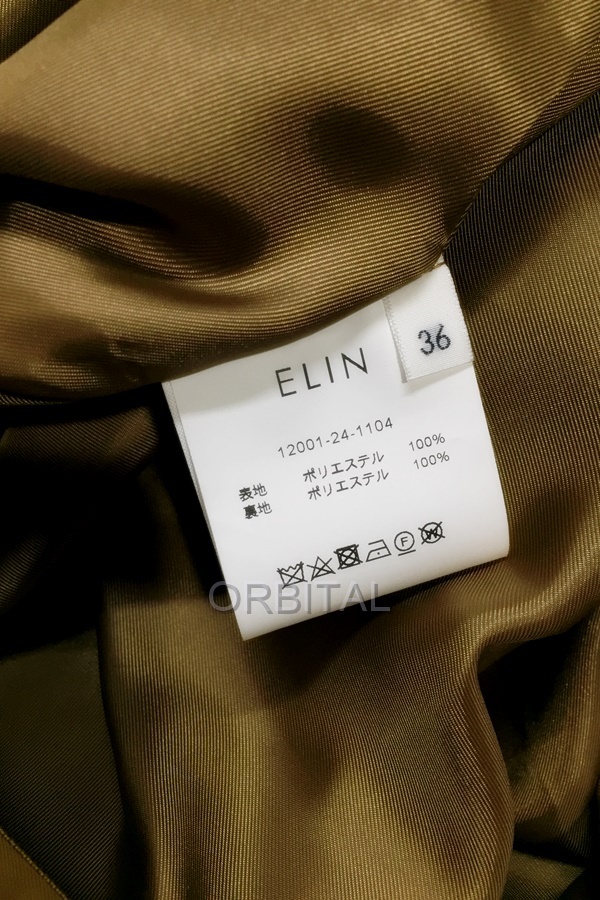 36
ELIN
12001-24-1104
表地 ポリエステル 100%
裏地 ポリエステル 100%
F W
ORBITAL